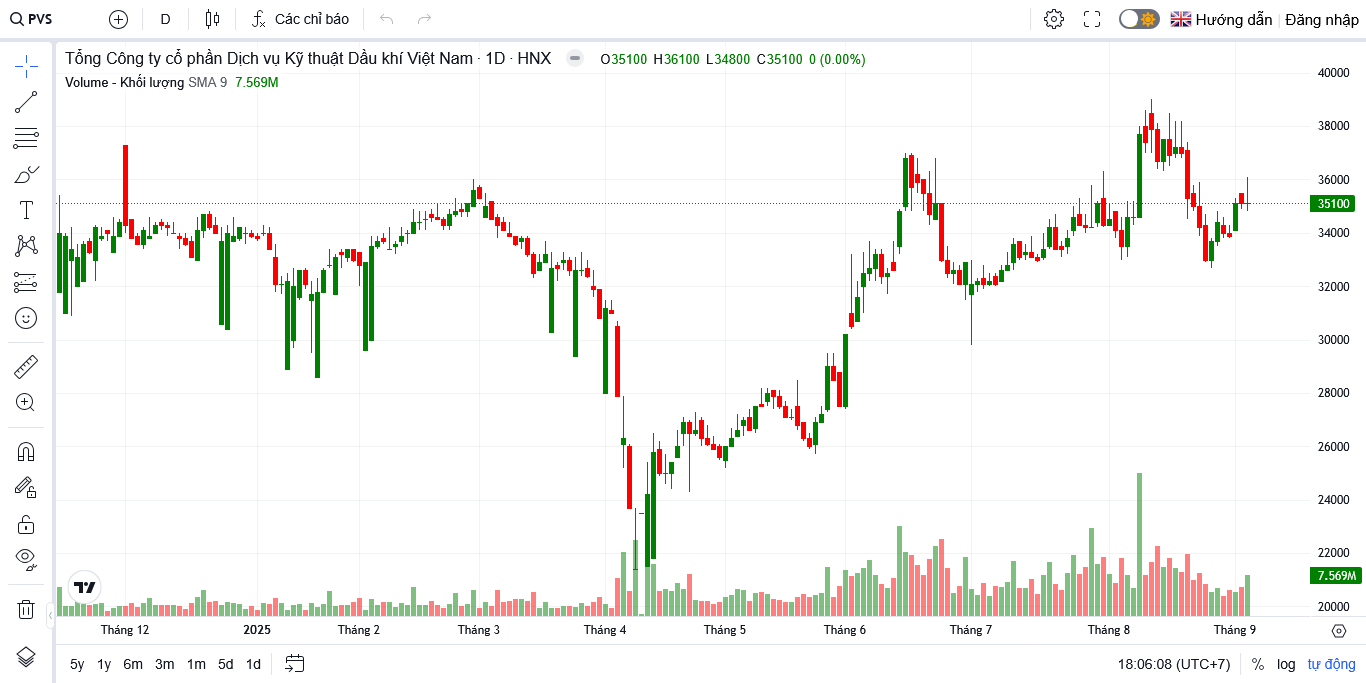 PVS D Các chỉ báo Hướng dẫn Đăng nhập
Tổng Công ty cổ phần Dịch vụ Kỹ thuật Dầu khí Việt Nam · 1D · HNX O35100 H36100 L34800 C35100 0 (0.00%)
Volume - Khối lượng SMA 9 7.569M
40000
38000
36000
35100
34000
32000
30000
28000
26000
24000
22000
7.569M
20000
Tháng 12 2025 Tháng 2 Tháng 3 Tháng 4 Tháng 5 Tháng 6 Tháng 7 Tháng 8 Tháng 9
5y 1y 6m 3m 1m 5d 1d 18:06:08 (UTC+7) % log tự động